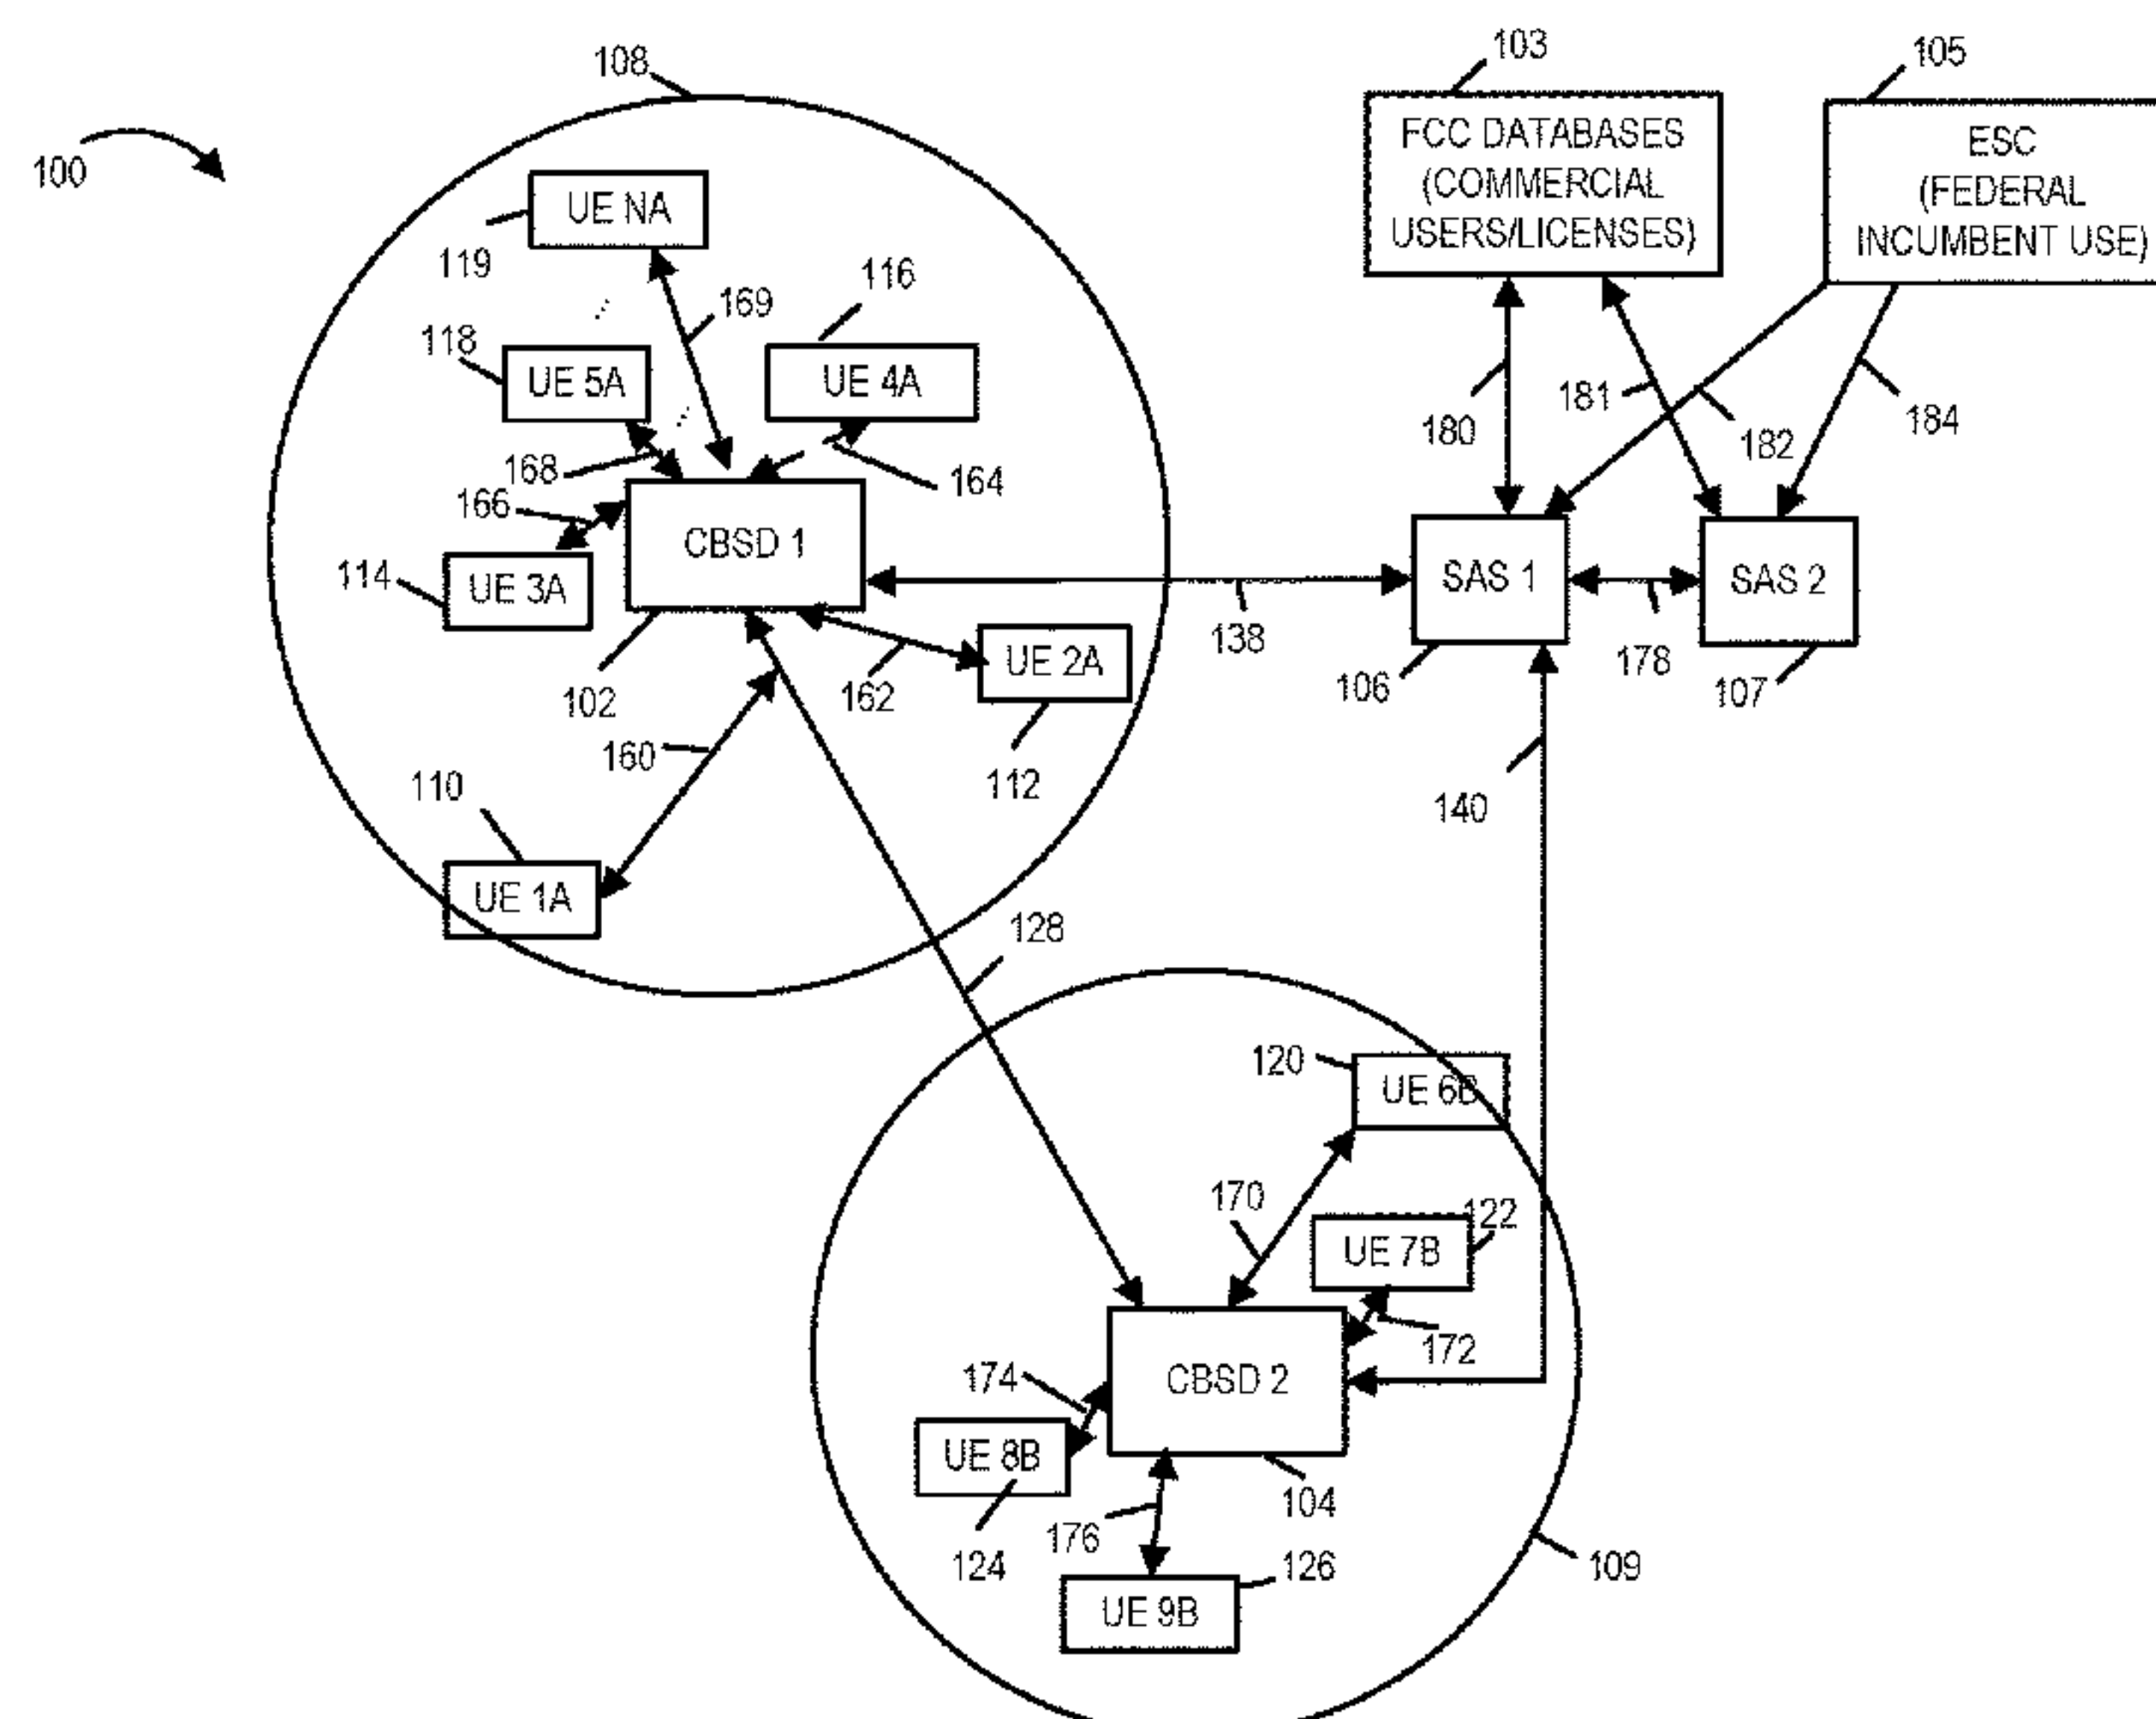 103
105
108
FCC DATABASES
(COMMERCIAL
USERS/LICENSES)
ESC
(FEDERAL
INCUMBENT USE)
100
UE NA
119
116
169
118
UE 5A
UE 4A
180
181
182
184
168
164
166
CBSD 1
SAS 1
SAS 2
114
UE 3A
138
178
UE 2A
102
162
106
107
160
112
110
140
UE 1A
128
120
UE 6B
170
122
UE 7B
172
174
CBSD 2
UE 8B
104
176
124
126
109
UE 9B